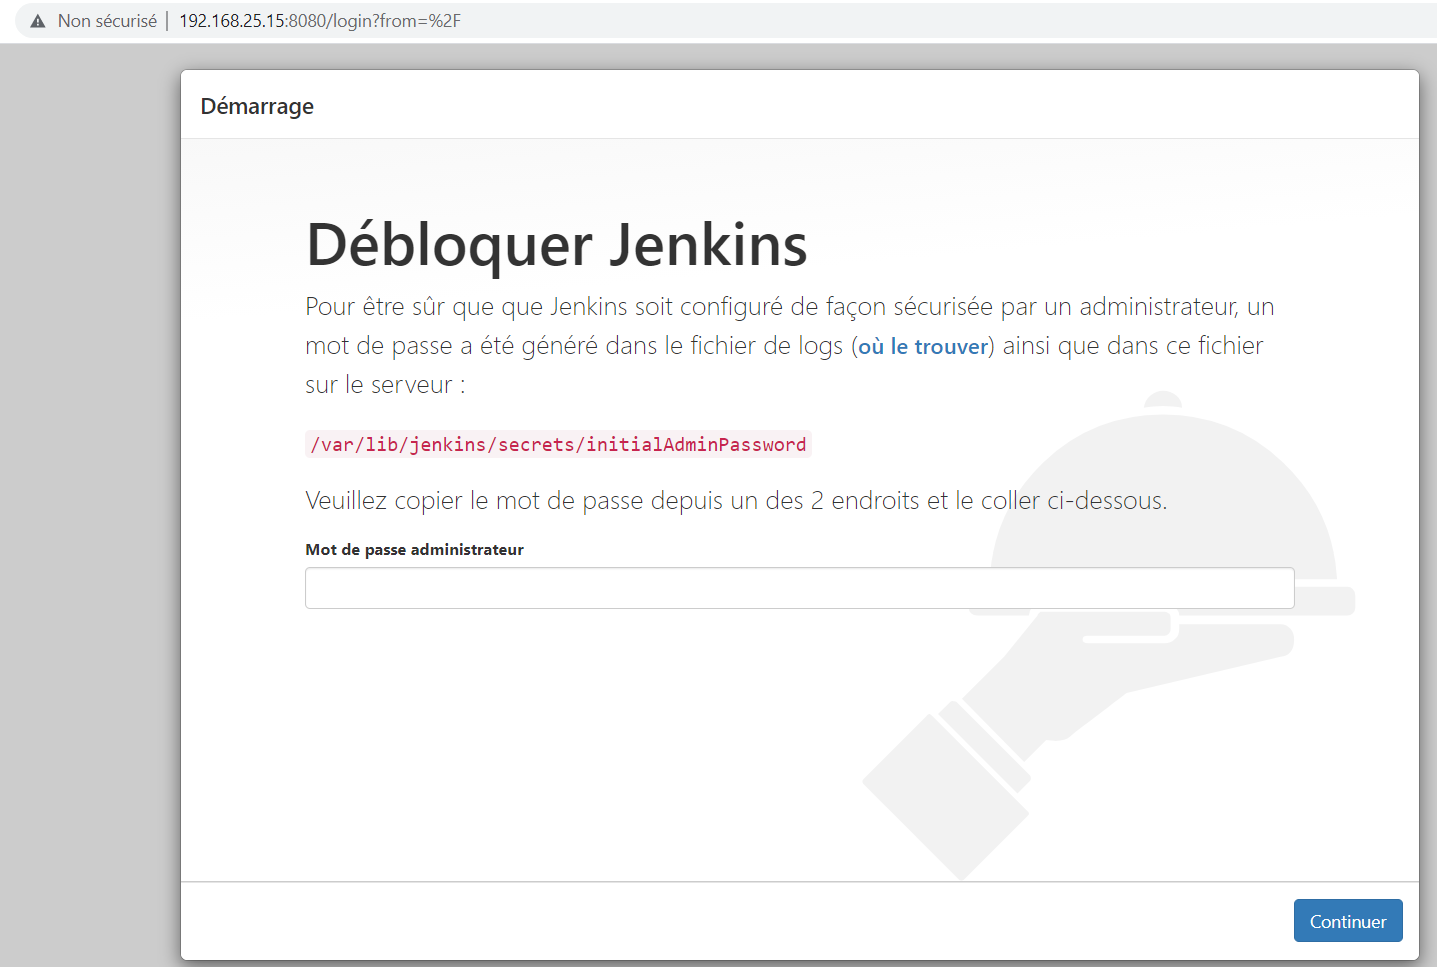 Non sécurisé | 192.168.25.15:8080/login?from=%2F
Démarrage
Débloquer Jenkins
Pour être sûr que que Jenkins soit configuré de façon sécurisée par un administrateur, un
mot de passe a été généré dans le fichier de logs (où le trouver) ainsi que dans ce fichier
sur le serveur :
/var/lib/jenkins/secrets/initialAdminPassword
Veuillez copier le mot de passe depuis un des 2 endroits et le coller ci-dessous.
Mot de passe administrateur
Continuer